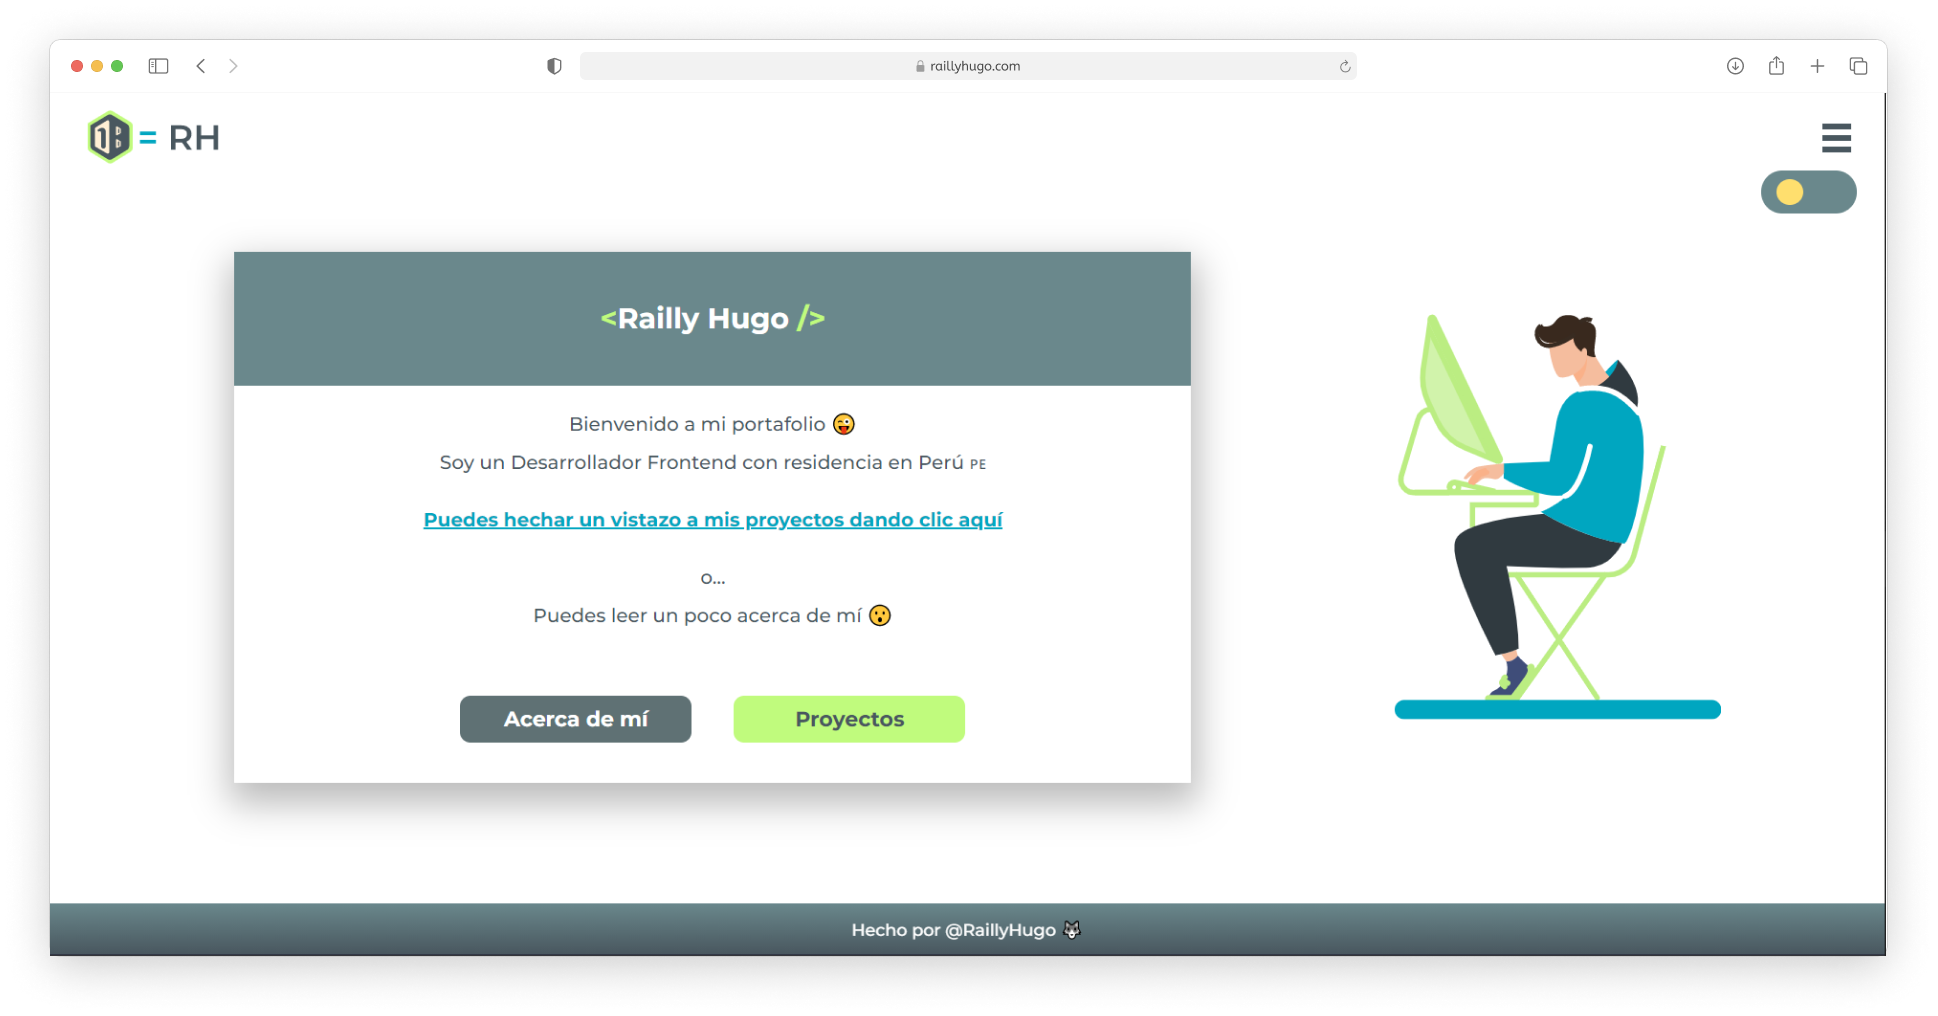 raillyhugo.com
= RH
<Railly Hugo />
Bienvenido a mi portafolio 😜
Soy un Desarrollador Frontend con residencia en Perú PE
Puedes hechar un vistazo a mis proyectos dando clic aquí
o...
Puedes leer un poco acerca de mí 😮
Acerca de mí
Proyectos
Hecho por @RaillyHugo 🐺